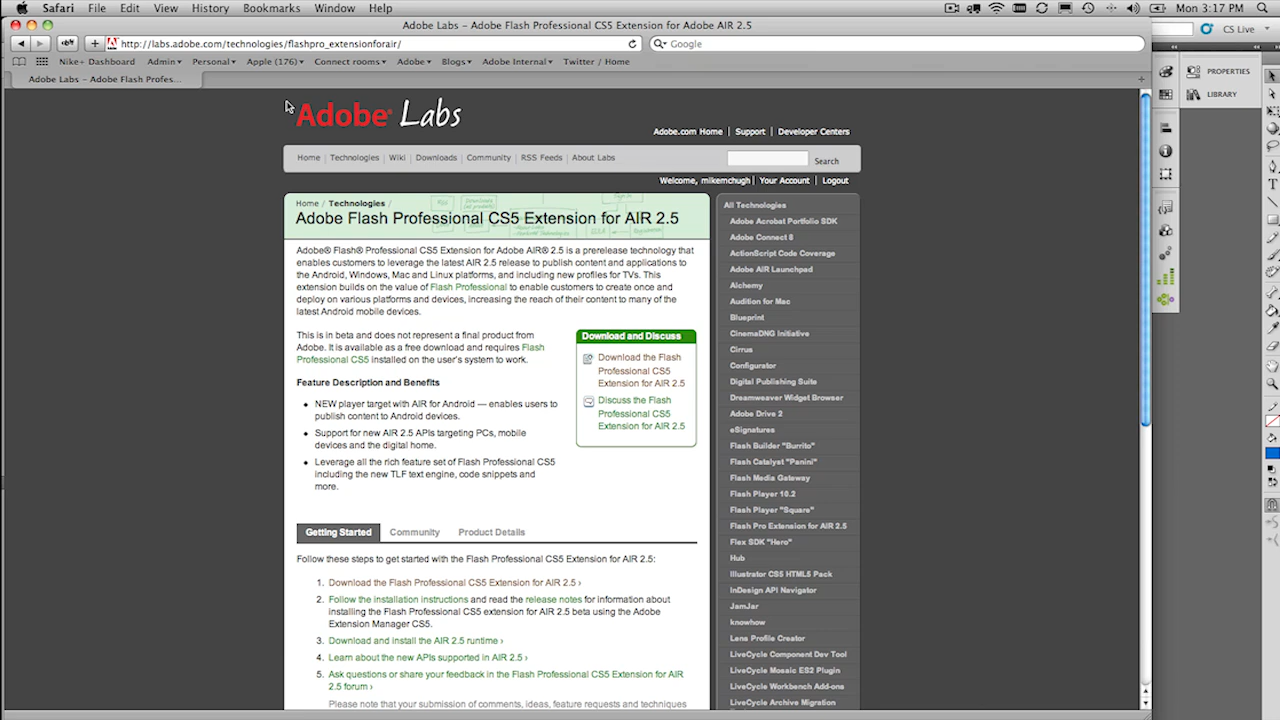 Safari File Edit View History Bookmarks Window Help Mon 3:17 PM
Adobe Labs – Adobe Flash Professional CS5 Extension for Adobe AIR 2.5
CS Live
http://labs.adobe.com/technologies/flashpro_extensionforair/
Google
Nike+ Dashboard Admin Personal Apple (176) Connect rooms Adobe Blogs Adobe Internal Twitter / Home
Adobe Labs – Adobe Flash Profes...
PROPERTIES
LIBRARY
Adobe Labs
Adobe.com Home | Support | Developer Centers
Home | Technologies | Wiki | Downloads | Community | RSS Feeds | About Labs
Search
Welcome, mikemchugh | Your Account | Logout
Home / Technologies /
Adobe Flash Professional CS5 Extension for AIR 2.5
Adobe® Flash® Professional CS5 Extension for Adobe AIR® 2.5 is a prerelease technology that
enables customers to leverage the latest AIR 2.5 release to publish content and applications to
the Android, Windows, Mac and Linux platforms, and including new profiles for TVs. This
extension builds on the value of Flash Professional to enable customers to create once and
deploy on various platforms and devices, increasing the reach of their content to many of the
latest Android mobile devices.
This is in beta and does not represent a final product from
Adobe. It is available as a free download and requires Flash
Professional CS5 installed on the user's system to work.
Feature Description and Benefits
• NEW player target with AIR for Android — enables users to
publish content to Android devices.
• Support for new AIR 2.5 APIs targeting PCs, mobile
devices and the digital home.
• Leverage all the rich feature set of Flash Professional CS5
including the new TLF text engine, code snippets and
more.
Download and Discuss
Download the Flash
Professional CS5
Extension for AIR 2.5
Discuss the Flash
Professional CS5
Extension for AIR 2.5
Getting Started Community Product Details
Follow these steps to get started with the Flash Professional CS5 Extension for AIR 2.5:
1. Download the Flash Professional CS5 Extension for AIR 2.5 ›
2. Follow the installation instructions and read the release notes for information about
installing the Flash Professional CS5 extension for AIR 2.5 beta using the Adobe
Extension Manager CS5.
3. Download and install the AIR 2.5 runtime ›
4. Learn about the new APIs supported in AIR 2.5 ›
5. Ask questions or share your feedback in the Flash Professional CS5 Extension for AIR
2.5 forum ›
Please note that your submission of comments, ideas, feature requests and techniques
All Technologies
Adobe Acrobat Portfolio SDK
Adobe Connect 8
ActionScript Code Coverage
Adobe AIR Launchpad
Alchemy
Audition for Mac
Blueprint
CinemaDNG Initiative
Cirrus
Configurator
Digital Publishing Suite
Dreamweaver Widget Browser
Adobe Drive 2
eSignatures
Flash Builder "Burrito"
Flash Catalyst "Panini"
Flash Media Gateway
Flash Player 10.2
Flash Player "Square"
Flash Pro Extension for AIR 2.5
Flex SDK "Hero"
Hub
Illustrator CS5 HTML5 Pack
InDesign API Navigator
JamJar
knowhow
Lens Profile Creator
LiveCycle Component Dev Tool
LiveCycle Mosaic ES2 Plugin
LiveCycle Workbench Add-ons
LiveCycle Archive Migration